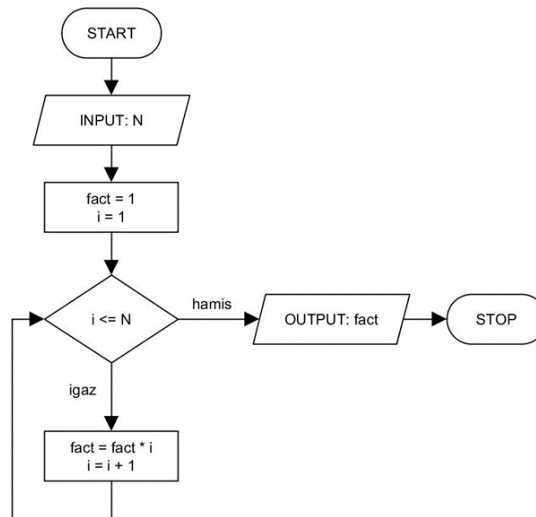 START
INPUT: N
fact = 1
i = 1
i <= N
hamis
OUTPUT: fact
STOP
igaz
fact = fact * i
i = i + 1